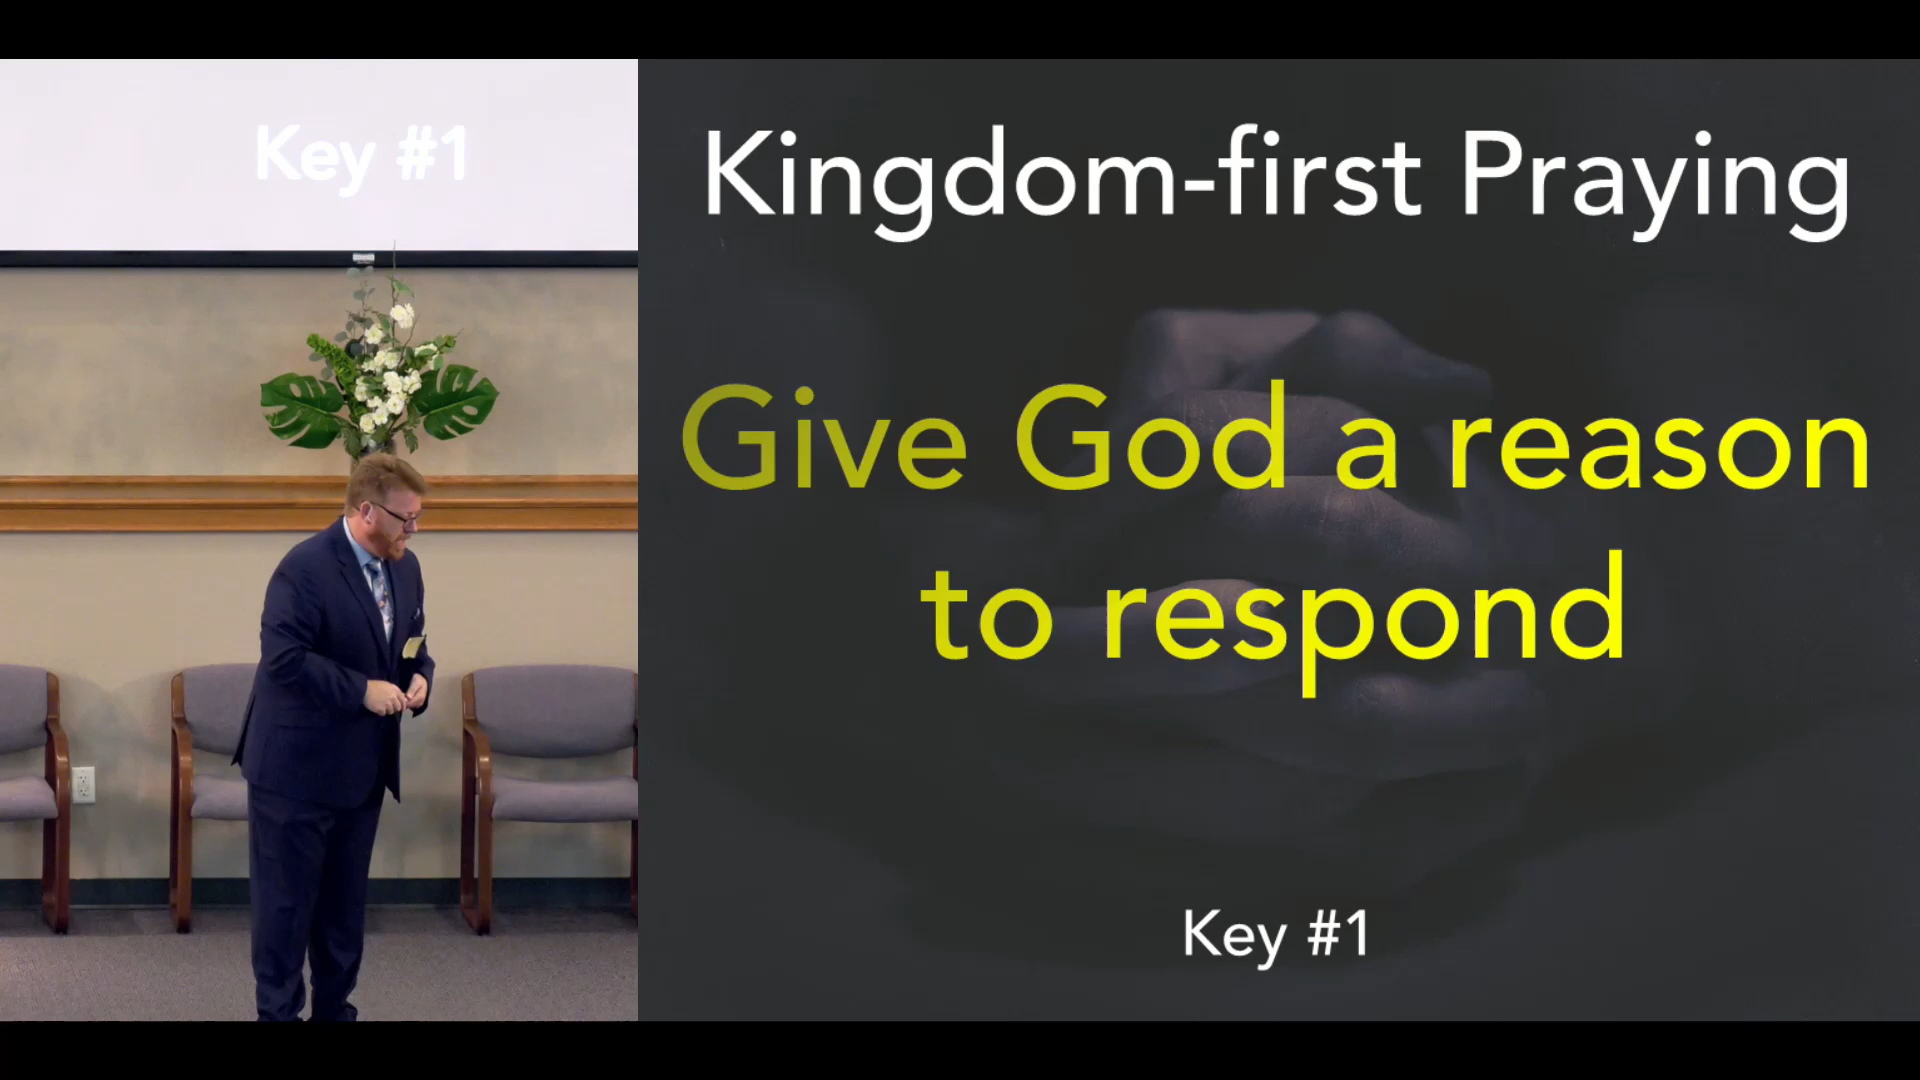 Key #1
Kingdom-first Praying
Give God a reason
to respond
Key #1